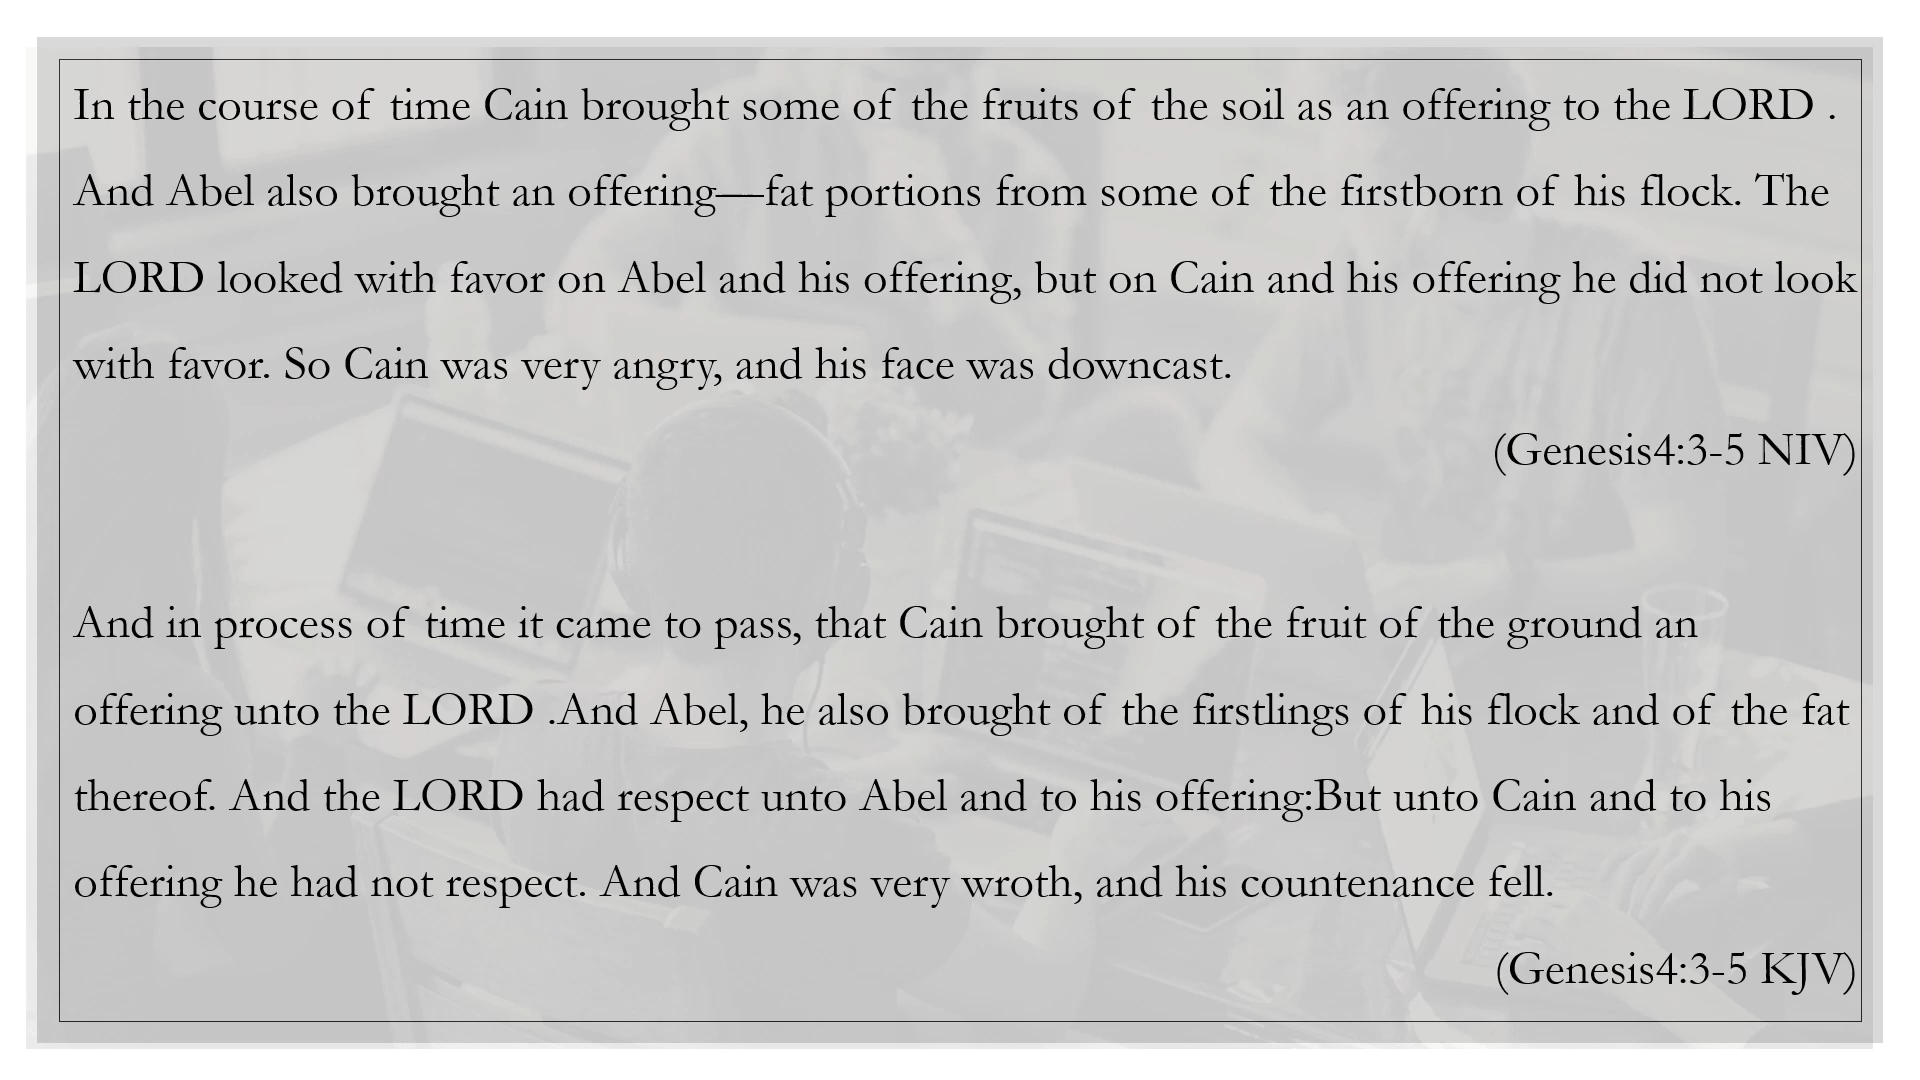 In the course of time Cain brought some of the fruits of the soil as an offering to the LORD .
And Abel also brought an offering—fat portions from some of the firstborn of his flock. The
LORD looked with favor on Abel and his offering, but on Cain and his offering he did not look
with favor. So Cain was very angry, and his face was downcast.
(Genesis4:3-5 NIV)
And in process of time it came to pass, that Cain brought of the fruit of the ground an
offering unto the LORD .And Abel, he also brought of the firstlings of his flock and of the fat
thereof. And the LORD had respect unto Abel and to his offering:But unto Cain and to his
offering he had not respect. And Cain was very wroth, and his countenance fell.
(Genesis4:3-5 KJV)